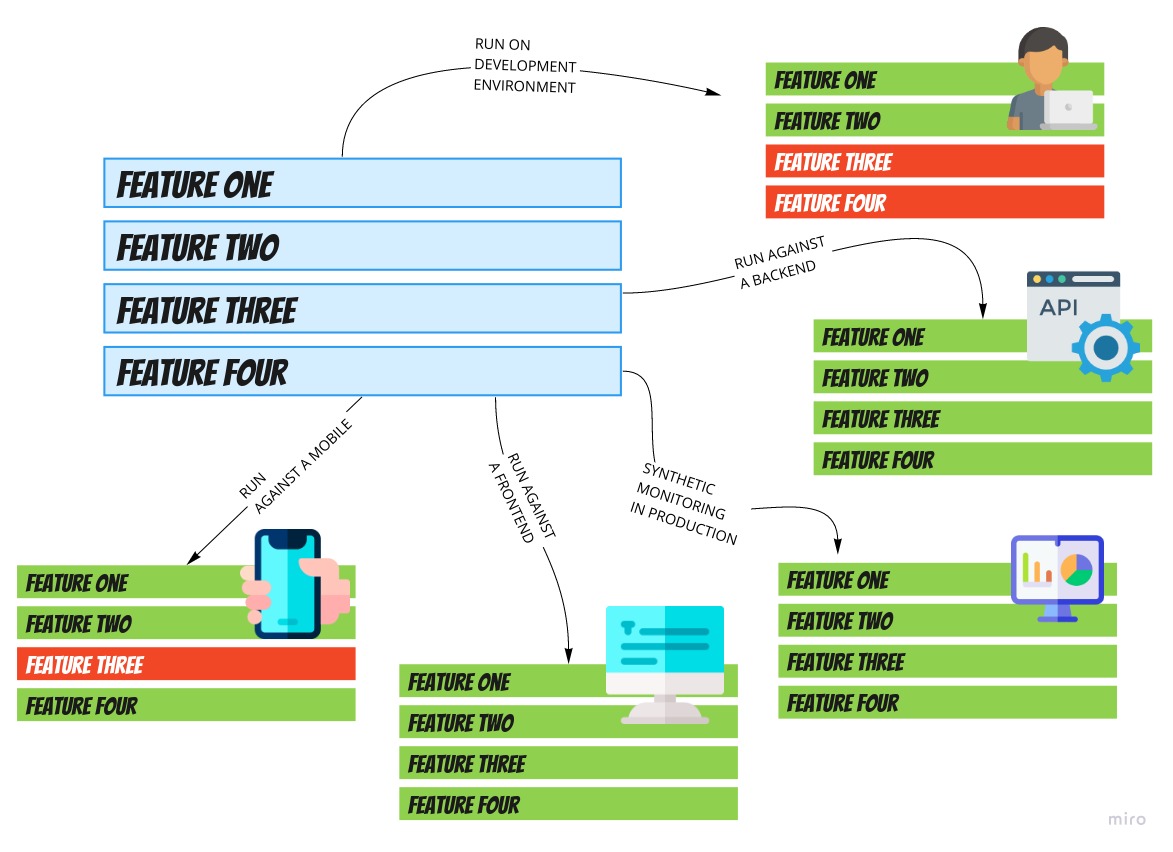 RUN ON
DEVELOPMENT
ENVIRONMENT
FEATURE ONE
FEATURE TWO
FEATURE THREE
FEATURE FOUR
FEATURE ONE
FEATURE TWO
FEATURE THREE
FEATURE FOUR
RUN AGAINST
A BACKEND
API
FEATURE ONE
FEATURE TWO
FEATURE THREE
FEATURE FOUR
RUN
AGAINST A MOBILE
RUN AGAINST
A FRONTEND
SYNTHETIC
MONITORING
IN PRODUCTION
FEATURE ONE
FEATURE TWO
FEATURE THREE
FEATURE FOUR
FEATURE ONE
FEATURE TWO
FEATURE THREE
FEATURE FOUR
FEATURE ONE
FEATURE TWO
FEATURE THREE
FEATURE FOUR
miro